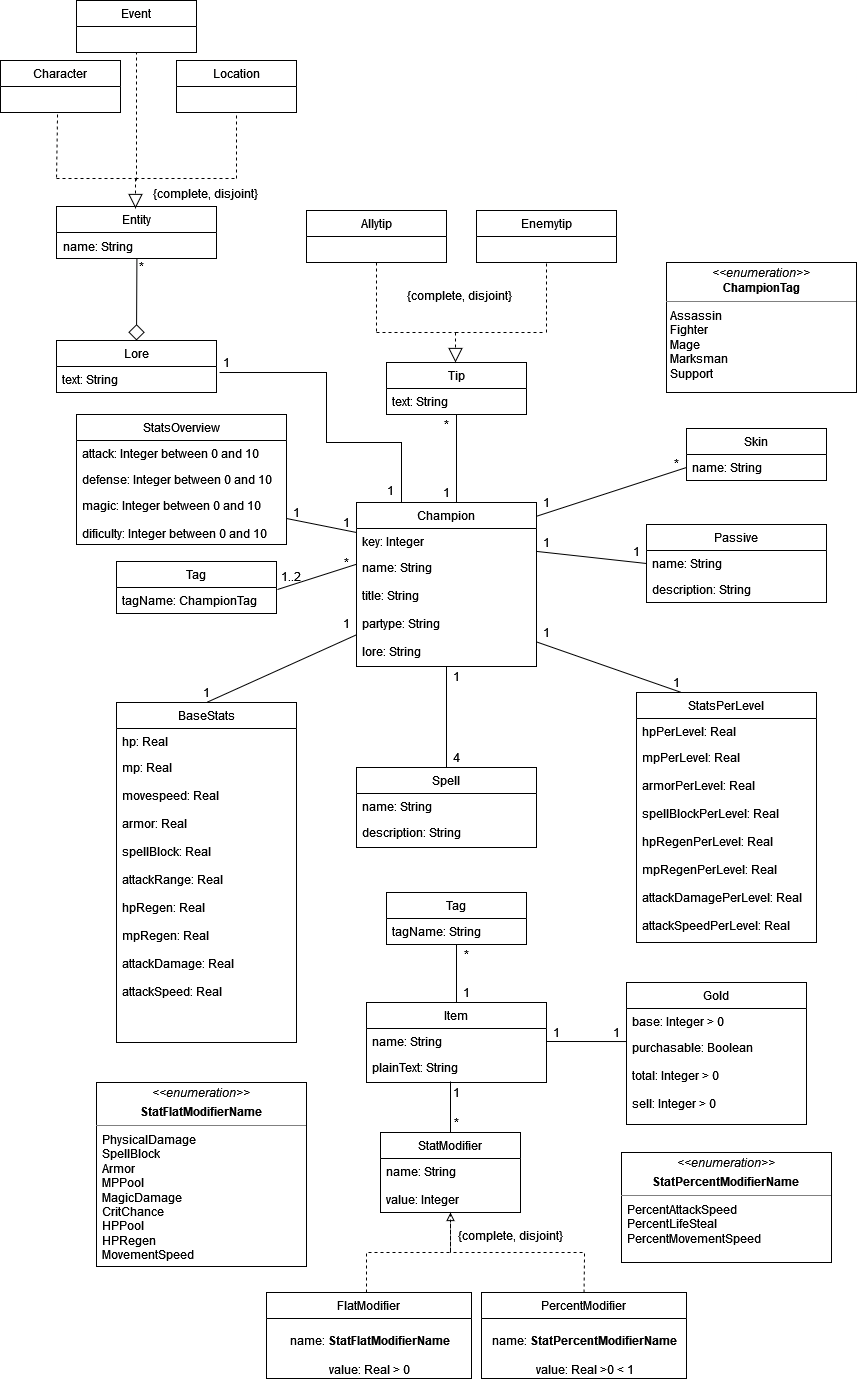 Event
Character
Location
{complete, disjoint}
Entity
name: String
*
Lore
text: String
1
Allytip
Enemytip
{complete, disjoint}
Tip
text: String
*
<<enumeration>>
ChampionTag
Assassin
Fighter
Mage
Marksman
Support
StatsOverview
attack: Integer between 0 and 10
defense: Integer between 0 and 10
magic: Integer between 0 and 10
dificulty: Integer between 0 and 10
1
1
1
1
Skin
name: String
*
1
Champion
key: Integer
name: String
title: String
partype: String
lore: String
Passive
name: String
description: String
1
1
Tag
tagName: ChampionTag
1..2
*
1
1
1
1
BaseStats
hp: Real
mp: Real
movespeed: Real
armor: Real
spellBlock: Real
attackRange: Real
hpRegen: Real
mpRegen: Real
attackDamage: Real
attackSpeed: Real
1
4
Spell
name: String
description: String
StatsPerLevel
hpPerLevel: Real
mpPerLevel: Real
armorPerLevel: Real
spellBlockPerLevel: Real
hpRegenPerLevel: Real
mpRegenPerLevel: Real
attackDamagePerLevel: Real
attackSpeedPerLevel: Real
Tag
tagName: String
*
1
Item
name: String
plainText: String
1
1
Gold
base: Integer > 0
purchasable: Boolean
total: Integer > 0
sell: Integer > 0
1
*
<<enumeration>>
StatFlatModifierName
PhysicalDamage
SpellBlock
Armor
MPPool
MagicDamage
CritChance
HPPool
HPRegen
MovementSpeed
StatModifier
name: String
value: Integer
{complete, disjoint}
<<enumeration>>
StatPercentModifierName
PercentAttackSpeed
PercentLifeSteal
PercentMovementSpeed
FlatModifier
name: StatFlatModifierName
value: Real > 0
PercentModifier
name: StatPercentModifierName
value: Real >0 < 1